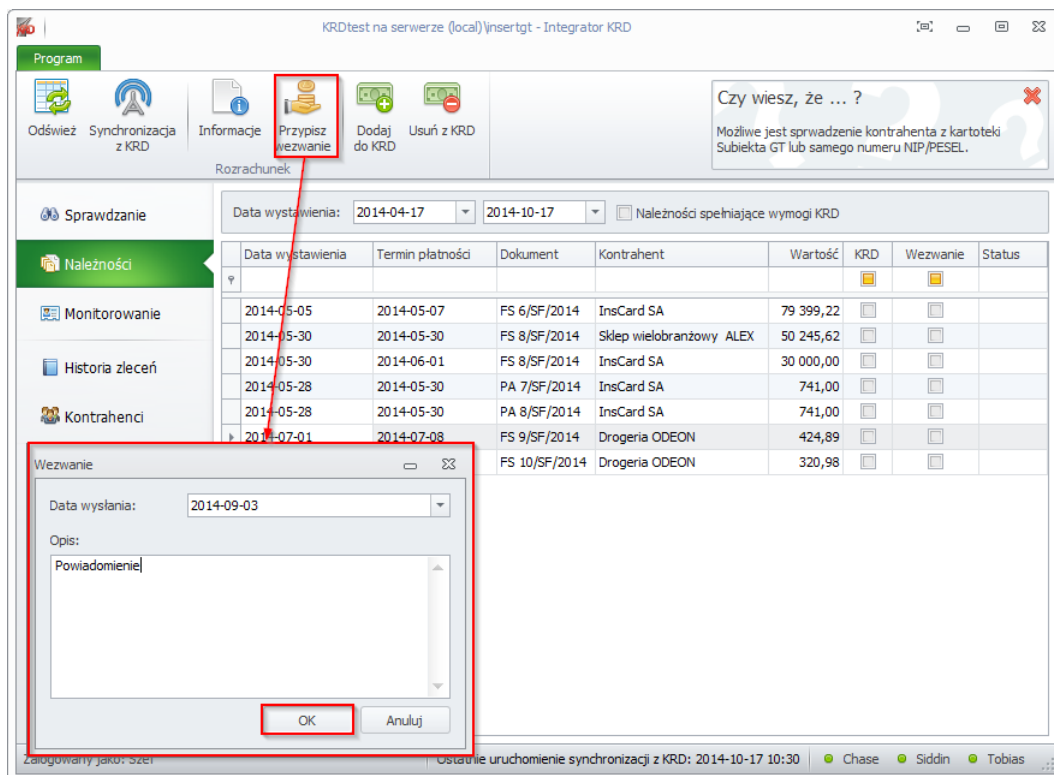 KRDtest na serwerze (local)\insertgt - Integrator KRD
Program
Odśwież
Synchronizacja
z KRD
Informacje
Przypisz
wezwanie
Dodaj
do KRD
Usuń z KRD
Rozrachunek
Czy wiesz, że ... ?
Możliwe jest sprwadzenie kontrahenta z kartoteki
Subiekta GT lub samego numeru NIP/PESEL.
Sprawdzanie
Należności
Monitorowanie
Historia zleceń
Kontrahenci
Data wystawienia: 2014-04-17 2014-10-17 Należności spełniające wymogi KRD
Data wystawienia Termin płatności Dokument Kontrahent Wartość KRD Wezwanie Status
2014-05-05 2014-05-07 FS 6/SF/2014 InsCard SA 79 399,22
2014-05-30 2014-05-30 FS 8/SF/2014 Sklep wielobranżowy ALEX 50 245,62
2014-05-30 2014-06-01 FS 8/SF/2014 InsCard SA 30 000,00
2014-05-28 2014-05-30 PA 7/SF/2014 InsCard SA 741,00
2014-05-28 2014-05-30 PA 8/SF/2014 InsCard SA 741,00
2014-07-01 2014-07-08 FS 9/SF/2014 Drogeria ODEON 424,89
FS 10/SF/2014 Drogeria ODEON 320,98
Wezwanie
Data wysłania: 2014-09-03
Opis:
Powiadomienie
OK Anuluj
Zalogowany jako: Szef
Ostatnie uruchomienie synchronizacji z KRD: 2014-10-17 10:30 Chase Siddin Tobias